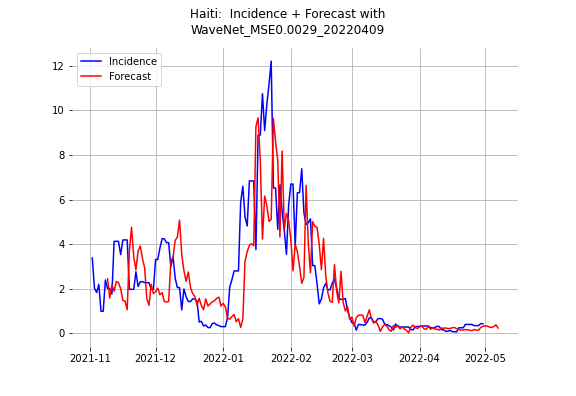 Haiti:  Incidence + Forecast with
WaveNet_MSE0.0029_20220409
Incidence
Forecast
12
10
8
6
4
2
0
2021-11 2021-12 2022-01 2022-02 2022-03 2022-04 2022-05